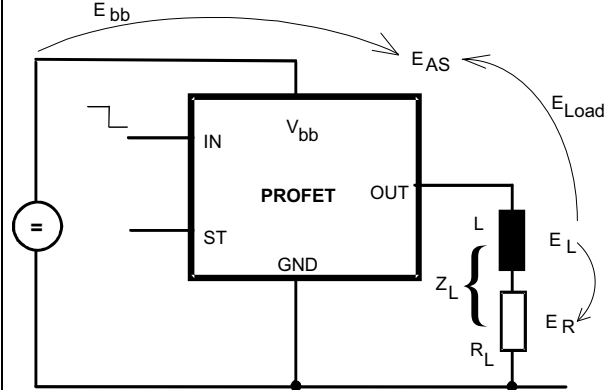 E bb
E AS
E Load
IN
V bb
PROFET
OUT
=
ST
GND
L
E L
Z L
{
E R
R L